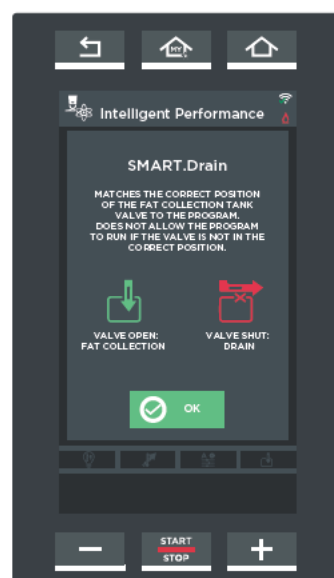 MY
Intelligent Performance
SMART.Drain
MATCHES THE CORRECT POSITION
OF THE FAT COLLECTION TANK
VALVE TO THE PROGRAM.
DOES NOT ALLOW THE PROGRAM
TO RUN IF THE VALVE IS NOT IN THE
CORRECT POSITION.
VALVE OPEN:
FAT COLLECTION
VALVE SHUT:
DRAIN
OK
START
STOP